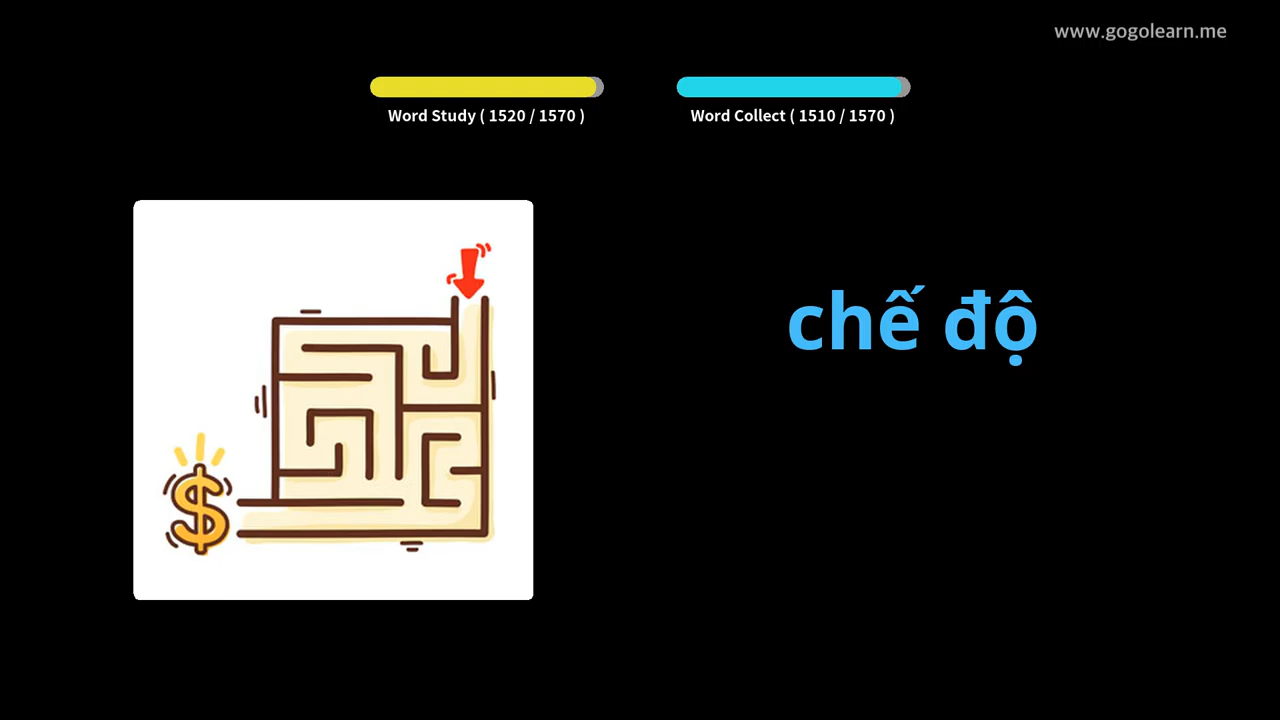 www.gogolearn.me
Word Study ( 1520 / 1570 )
Word Collect ( 1510 / 1570 )
chế độ
$